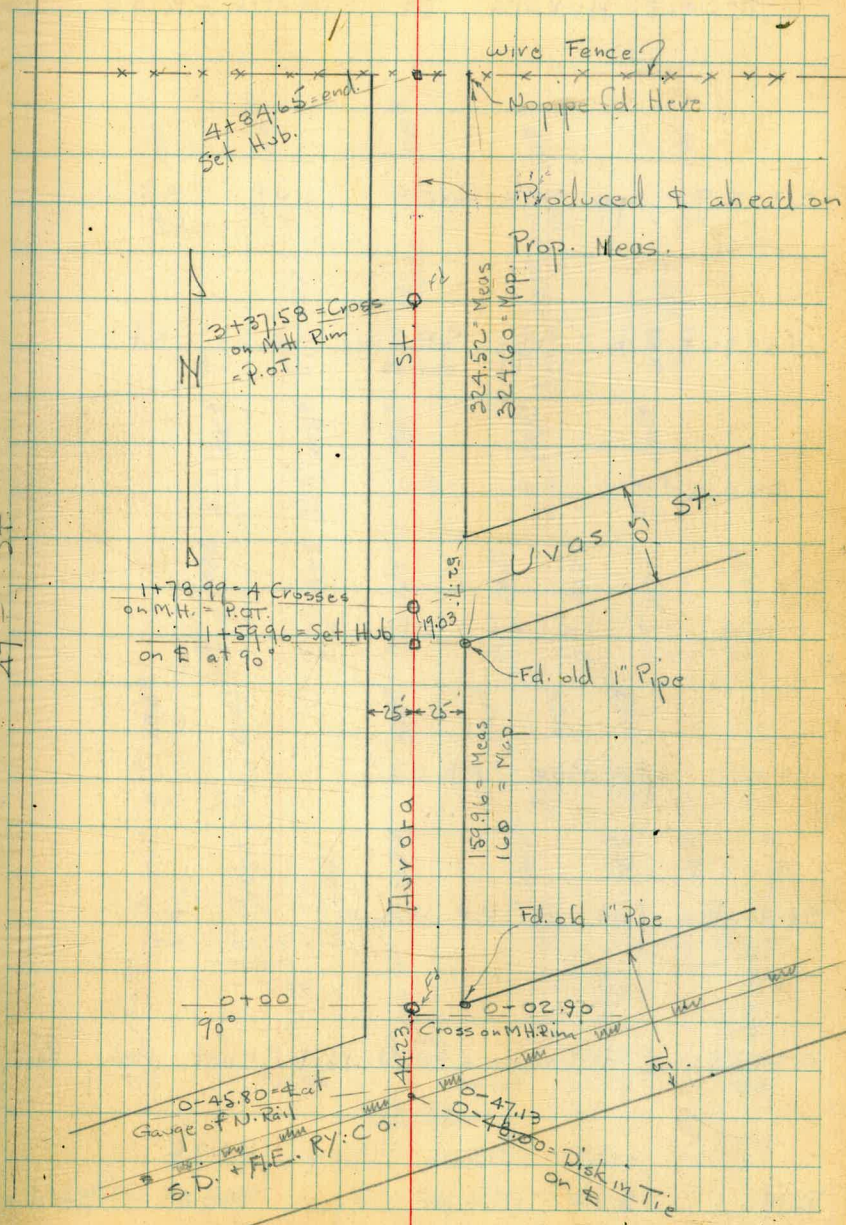 wire Fence
4+84.65=end.
Set Hub.
No pipe Fd. Here
Produced ℄ ahead on
Prop. Meas.
3+37.58=Cross
on M.H. Rim
=P.O.T.
N
St.
324.52=Meas
324.60=Map.
Uvas St.
50
1+78.99=A Crosses
on M.H.=P.O.T.
19.03
1+59.96=Set Hub
on ℄ at 90°
Fd. old 1" Pipe
25' 25'
159.96=Meas
160 =Map.
Aurora
Fd. old 1" Pipe
0+00
90°
0-02.90
Cross on M.H. Rim
44.23
75
0-45.80=℄ at
Gauge of N. Rail
0-47.13
0-48.00=Disk in Tie
on ℄
S.D. + A.E. RY. CO.